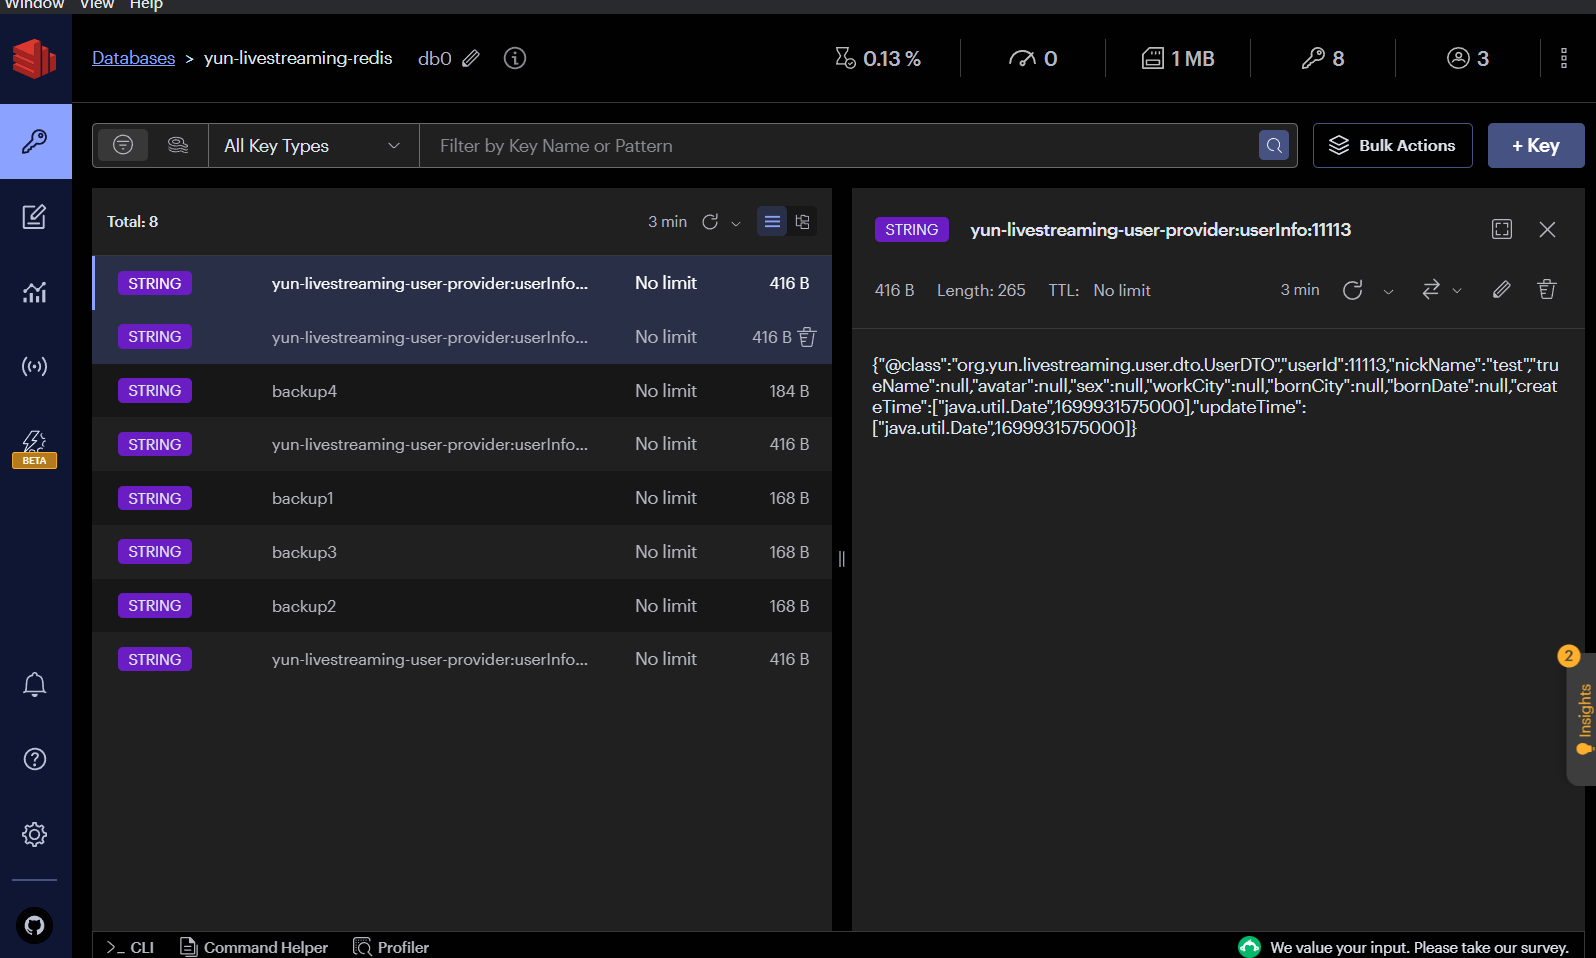 Window View Help
Databases > yun-livestreaming-redis db0 0.13 % 0 1 MB 8 3
All Key Types Filter by Key Name or Pattern Bulk Actions + Key
BETA
Total: 8 3 min
STRING yun-livestreaming-user-provider:userInfo... No limit 416 B
STRING yun-livestreaming-user-provider:userInfo... No limit 416 B
STRING backup4 No limit 184 B
STRING yun-livestreaming-user-provider:userInfo... No limit 416 B
STRING backup1 No limit 168 B
STRING backup3 No limit 168 B
STRING backup2 No limit 168 B
STRING yun-livestreaming-user-provider:userInfo... No limit 416 B
STRING yun-livestreaming-user-provider:userInfo:11113
416 B Length: 265 TTL: No limit 3 min
{"@class":"org.yun.livestreaming.user.dto.UserDTO","userId":11113,"nickName":"test","tru
eName":null,"avatar":null,"sex":null,"workCity":null,"bornCity":null,"bornDate":null,"creat
eTime":["java.util.Date",1699931575000],"updateTime":
["java.util.Date",1699931575000]}
2
Insights
>_ CLI Command Helper Profiler We value your input. Please take our survey.